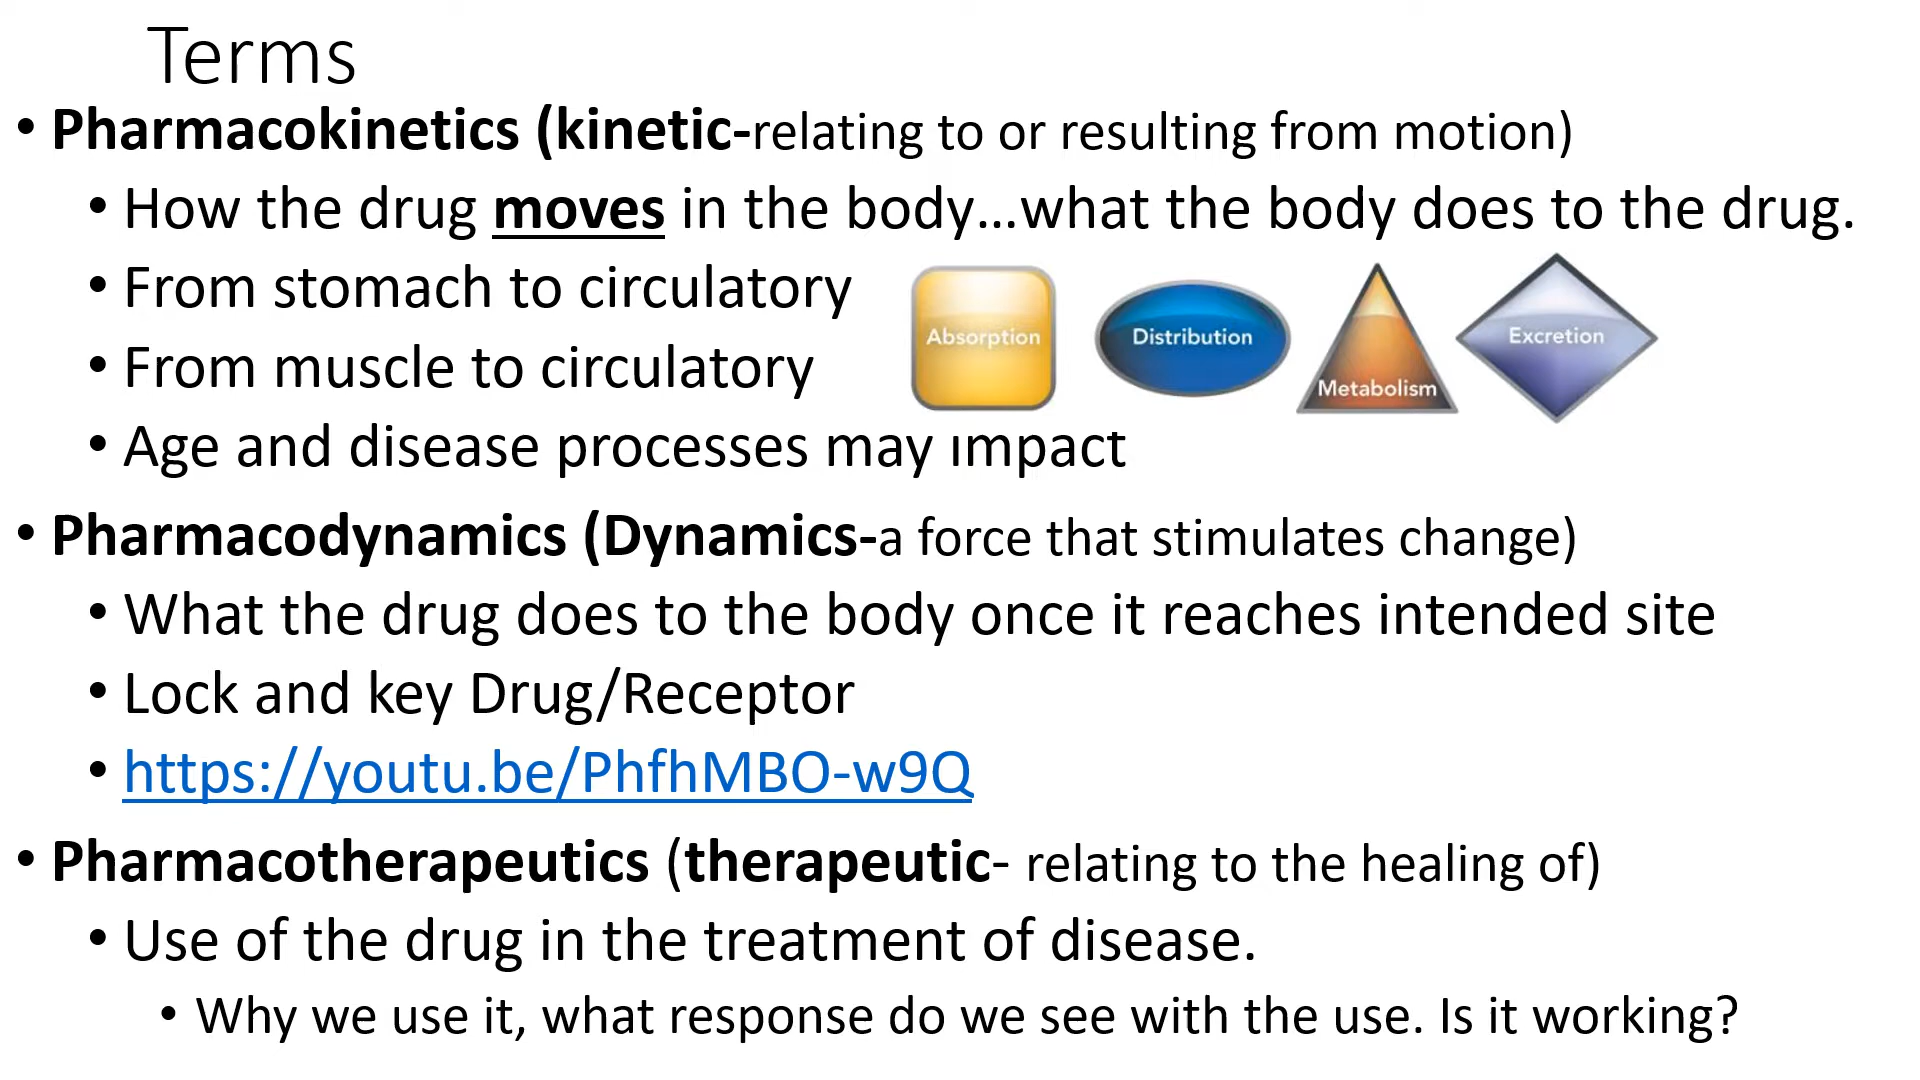 Terms
• Pharmacokinetics (kinetic-relating to or resulting from motion)
• How the drug moves in the body...what the body does to the drug.
• From stomach to circulatory
Absorption Distribution Metabolism Excretion
• From muscle to circulatory
• Age and disease processes may impact
• Pharmacodynamics (Dynamics-a force that stimulates change)
• What the drug does to the body once it reaches intended site
• Lock and key Drug/Receptor
• https://youtu.be/PhfhMBO-w9Q
• Pharmacotherapeutics (therapeutic- relating to the healing of)
• Use of the drug in the treatment of disease.
• Why we use it, what response do we see with the use. Is it working?